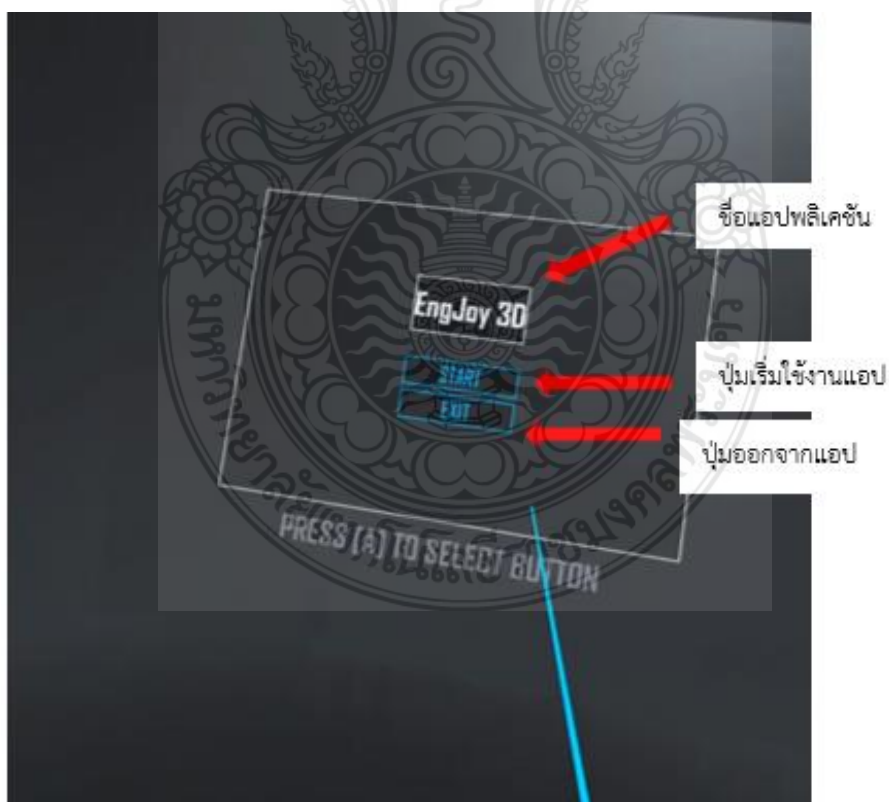 ชื่อแอปพลิเคชัน
EngJoy 3D
ปุ่มเริ่มใช้งานแอป
START
EXIT
ปุ่มออกจากแอป
PRESS (A) TO SELECT BUTTON